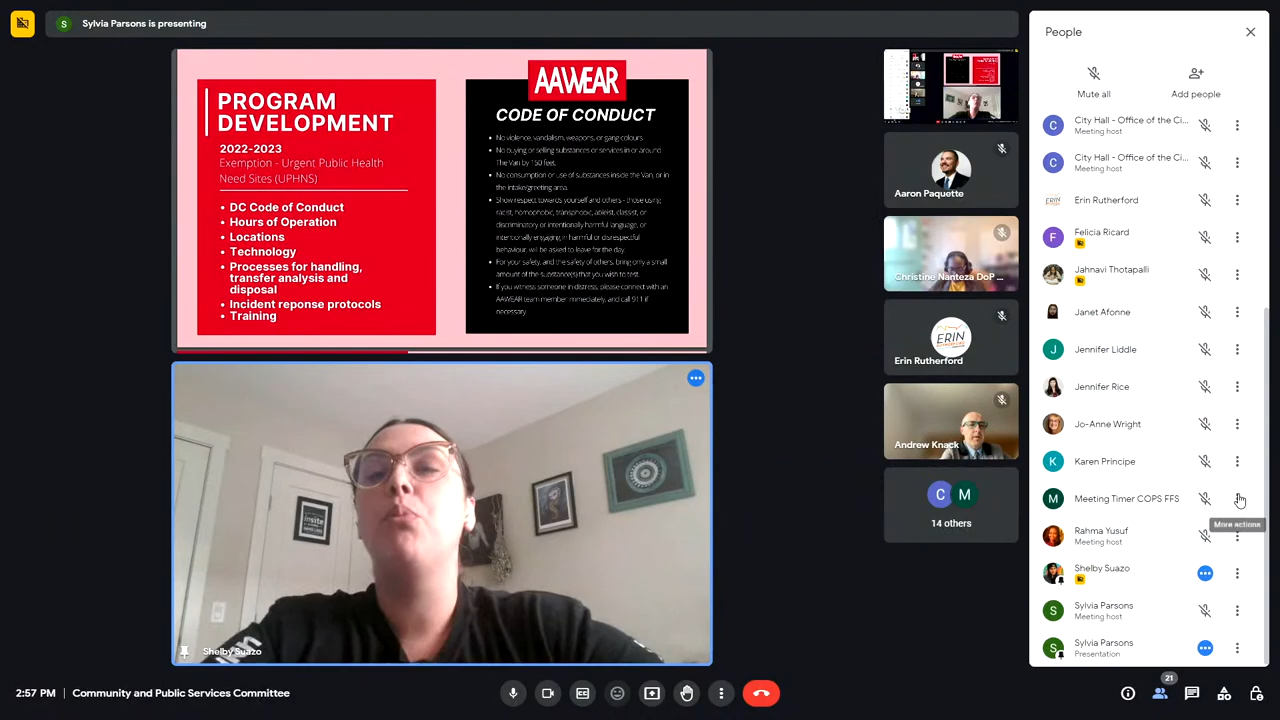 S Sylvia Parsons is presenting
PROGRAM
DEVELOPMENT
2022-2023
Exemption - Urgent Public Health
Need Sites (UPHNS)
• DC Code of Conduct
• Hours of Operation
• Locations
• Technology
• Processes for handling,
transfer analysis and
disposal
• Incident reponse protocols
• Training
AAWEAR
CODE OF CONDUCT
• No violence, vandalism, weapons, or gang colours.
• No buying or selling substances or services in or around
The Van by 150 feet.
• No consumption or use of substances inside the Van, or in
the intake/greeting area.
• Show respect towards yourself and others - those using
racist, homophobic, transphobic, ableist, classist, or
discriminatory or intentionally harmful language, or
intentionally engaging in harmful or disrespectful
behaviour, will be asked to leave for the day.
• For your safety, and the safety of others, bring only a small
amount of the substance(s) that you wish to test.
• If you witness someone in distress, please connect with an
AAWEAR team member immediately, and call 911 if
necessary.
insite
Shelby Suazo
Aaron Paquette
Christine Nanteza DoP ...
ERIN
Erin Rutherford
Andrew Knack
C M
14 others
People
Mute all
Add people
C City Hall - Office of the Ci...
Meeting host
C City Hall - Office of the Ci...
Meeting host
Erin Rutherford
F Felicia Ricard
Jahnavi Thotapalli
Janet Afonne
J Jennifer Liddle
Jennifer Rice
Jo-Anne Wright
K Karen Principe
M Meeting Timer COPS FFS
More actions
Rahma Yusuf
Meeting host
Shelby Suazo
S Sylvia Parsons
Meeting host
S Sylvia Parsons
Presentation
2:57 PM | Community and Public Services Committee
21